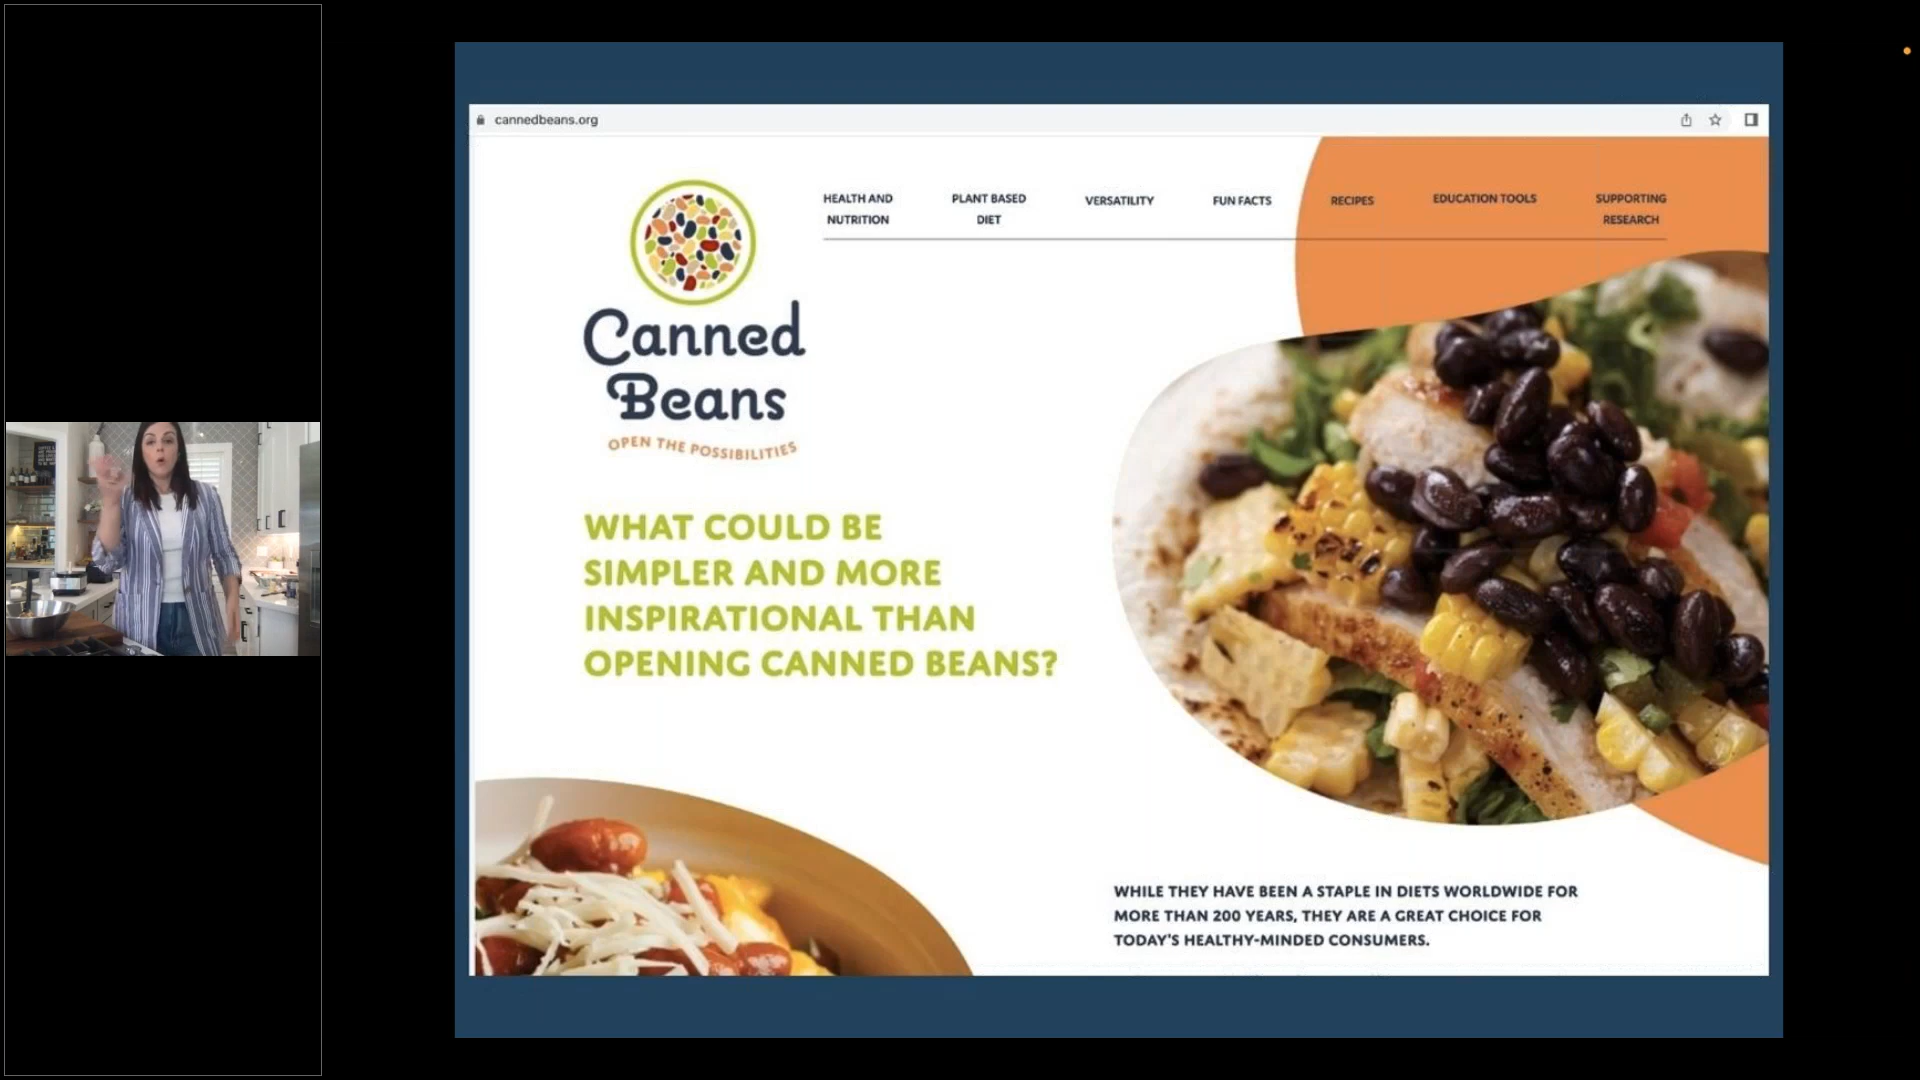 cannedbeans.org
HEALTH AND
NUTRITION
PLANT BASED
DIET
VERSATILITY
FUN FACTS
RECIPES
EDUCATION TOOLS
SUPPORTING
RESEARCH
Canned
Beans
OPEN THE POSSIBILITIES
WHAT COULD BE
SIMPLER AND MORE
INSPIRATIONAL THAN
OPENING CANNED BEANS?
WHILE THEY HAVE BEEN A STAPLE IN DIETS WORLDWIDE FOR
MORE THAN 200 YEARS, THEY ARE A GREAT CHOICE FOR
TODAY'S HEALTHY-MINDED CONSUMERS.